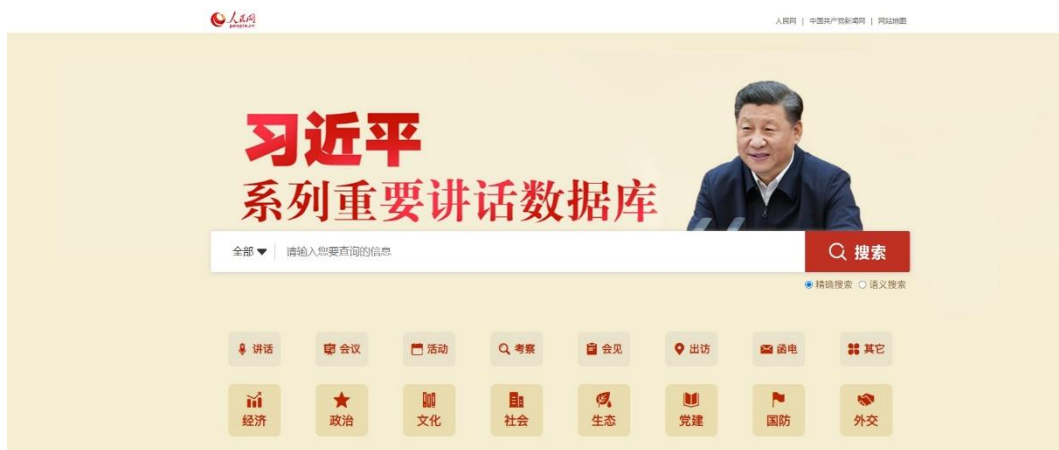 人民网
people.cn
人民网 | 中国共产党新闻网 | 网站地图
习近平
系列重要讲话数据库
全部 请输入您要查询的信息 搜索
精确搜索 语义搜索
讲话 会议 活动 考察 会见 出访 函电 其它
经济 政治 文化 社会 生态 党建 国防 外交